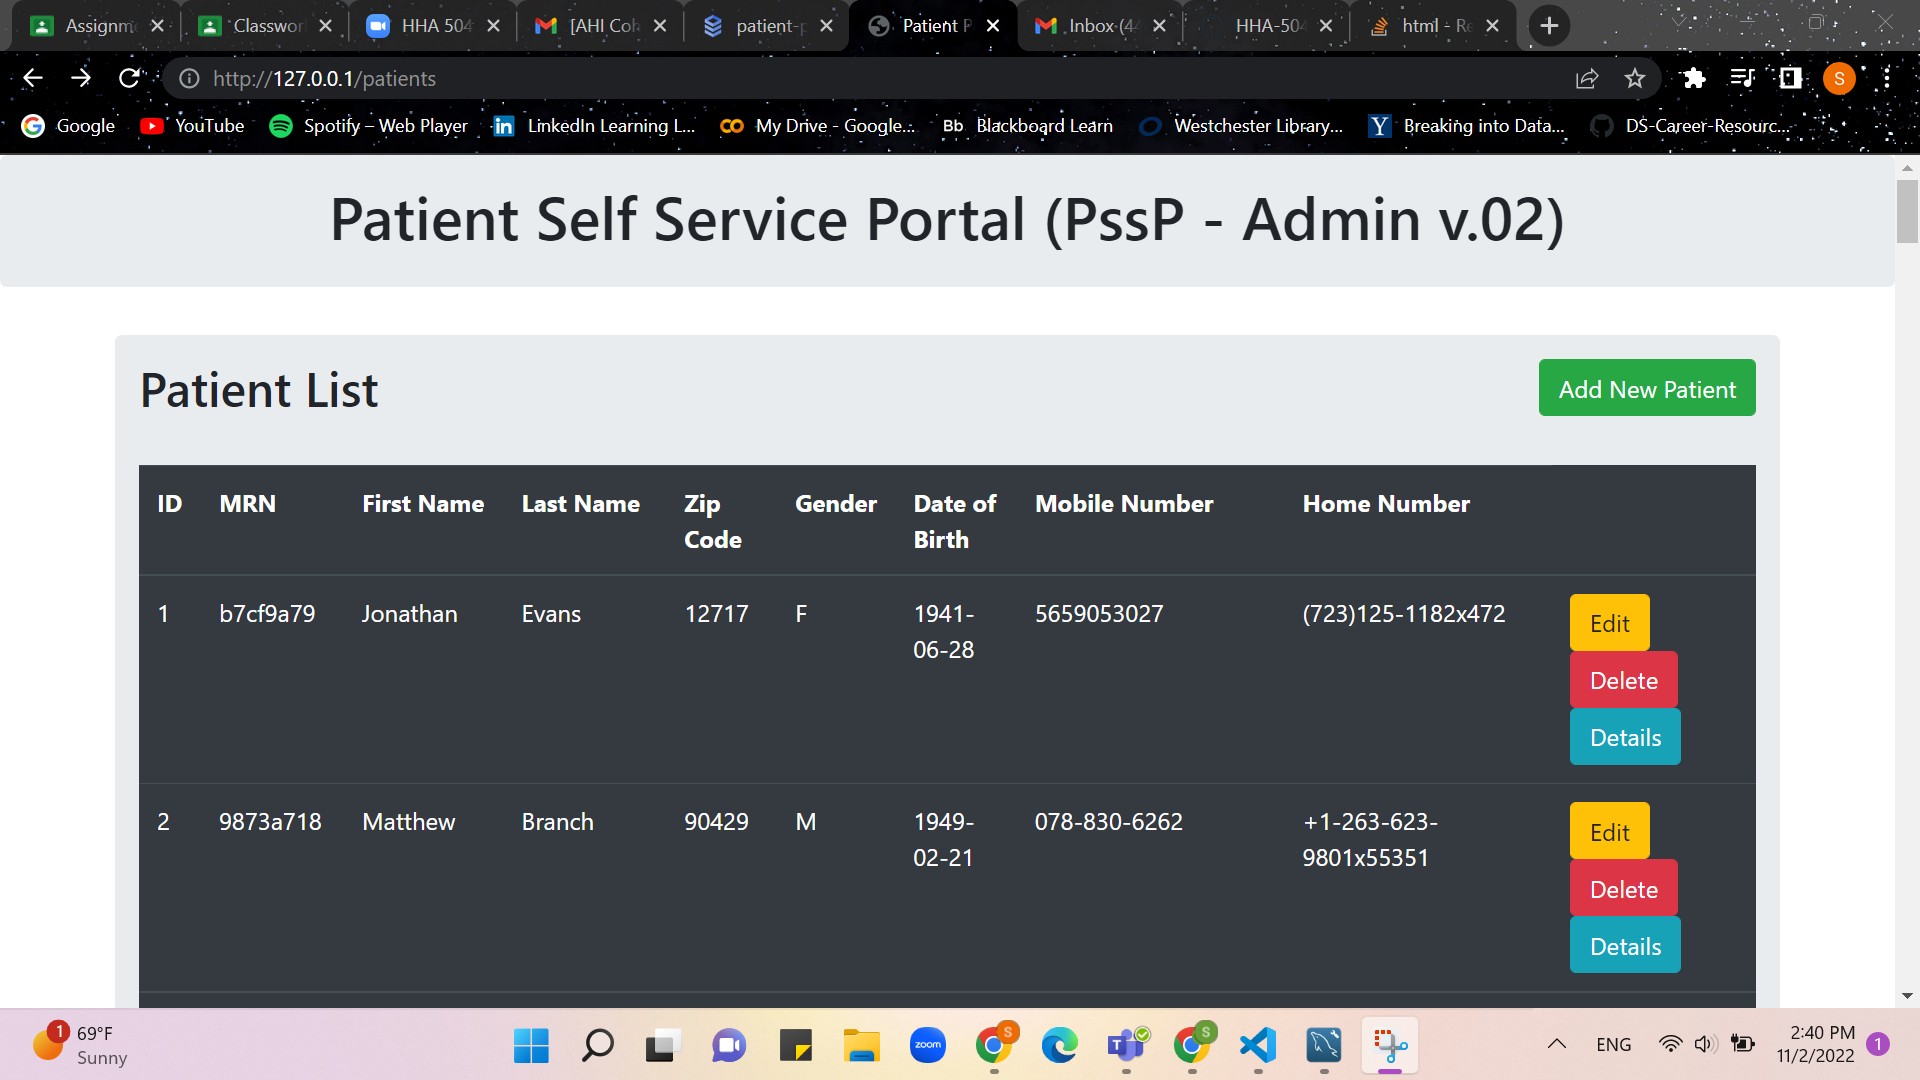 Assignm
Classwor
HHA 504
[AHI Coh
patient-p
Patient P
Inbox (4
HHA-504
html - Re
http://127.0.0.1/patients
S
Google
YouTube
Spotify – Web Player
LinkedIn Learning L...
My Drive - Google...
Bb Blackboard Learn
Westchester Library...
Y Breaking into Data...
DS-Career-Resourc...
Patient Self Service Portal (PssP - Admin v.02)
Patient List
Add New Patient
ID MRN First Name Last Name Zip Code Gender Date of Birth Mobile Number Home Number
1 b7cf9a79 Jonathan Evans 12717 F 1941-06-28 5659053027 (723)125-1182x472
Edit
Delete
Details
2 9873a718 Matthew Branch 90429 M 1949-02-21 078-830-6262 +1-263-623-9801x55351
Edit
Delete
Details
1
69°F
Sunny
zoom
S
T
S
ENG
2:40 PM
11/2/2022
1